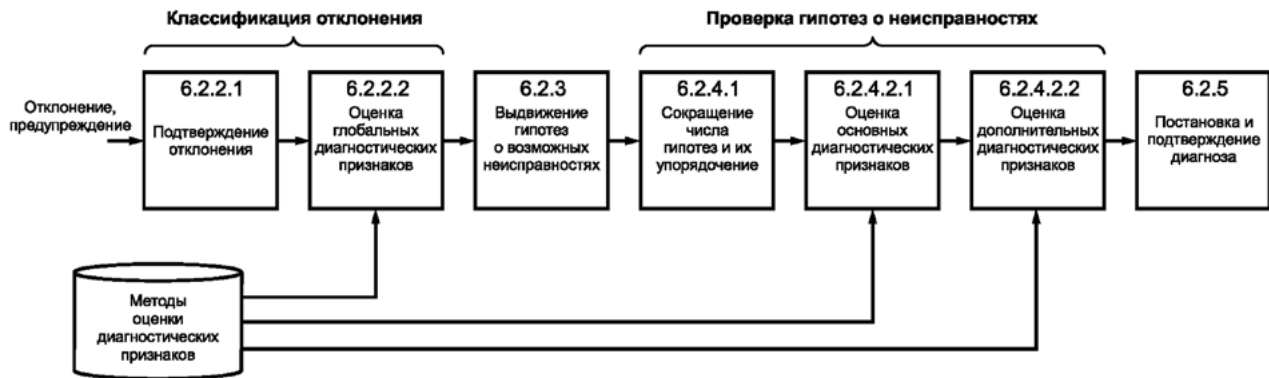 Классификация отклонения
Проверка гипотез о неисправностях
Отклонение,
предупреждение
6.2.2.1
Подтверждение
отклонения
6.2.2.2
Оценка
глобальных
диагностических
признаков
6.2.3
Выдвижение
гипотез
о возможных
неисправностях
6.2.4.1
Сокращение
числа
гипотез и их
упорядочение
6.2.4.2.1
Оценка
основных
диагностических
признаков
6.2.4.2.2
Оценка
дополнительных
диагностических
признаков
6.2.5
Постановка и
подтверждение
диагноза
Методы
оценки
диагностических
признаков